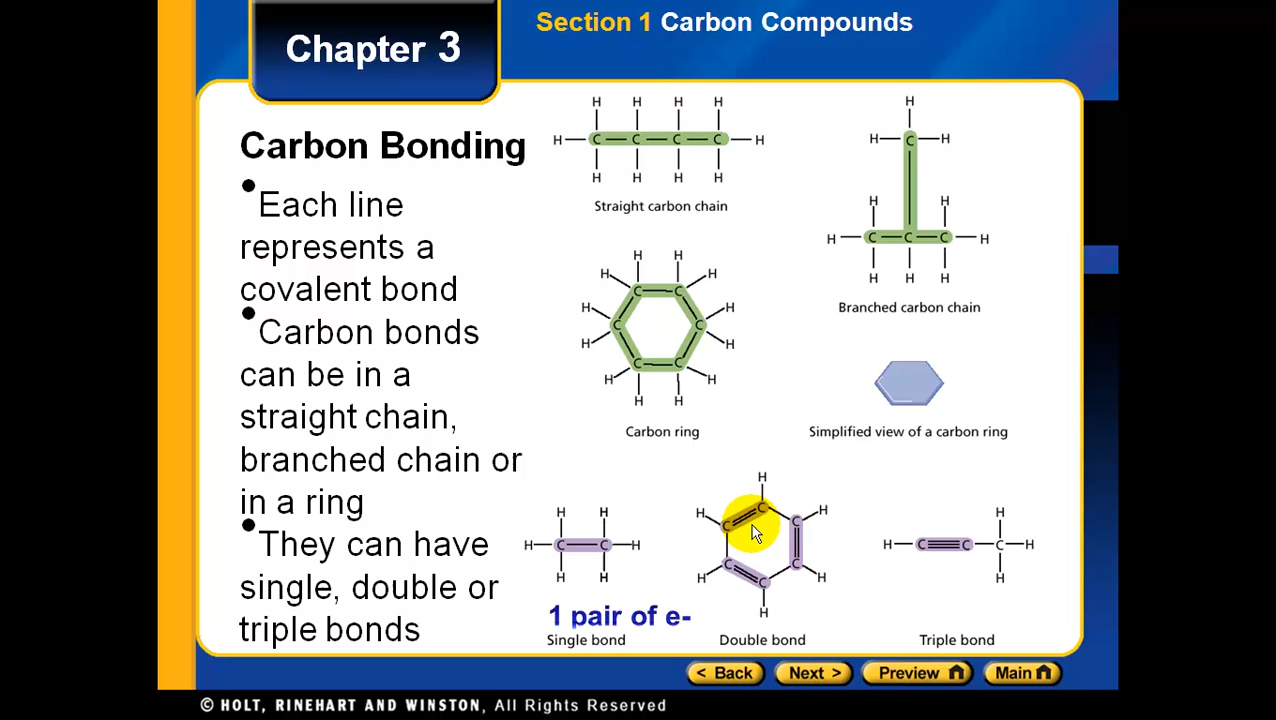 Section 1 Carbon Compounds
Chapter 3
Carbon Bonding
•Each line
represents a
covalent bond
•Carbon bonds
can be in a
straight chain,
branched chain or
in a ring
•They can have
single, double or
triple bonds
H H H H
H C C C C H
H H H H
Straight carbon chain
H
H C H
H H
H C C C H
H H H
Branched carbon chain
H H
H H
C C
H H
C C
H H
C C
H H
H H
Carbon ring
Simplified view of a carbon ring
H H
H C C H
H H
1 pair of e-
Single bond
H
H C H
C C
C C
H C H
H
Double bond
H
H C C C H
H
Triple bond
< Back
Next >
Preview
Main
© HOLT, RINEHART AND WINSTON, All Rights Reserved